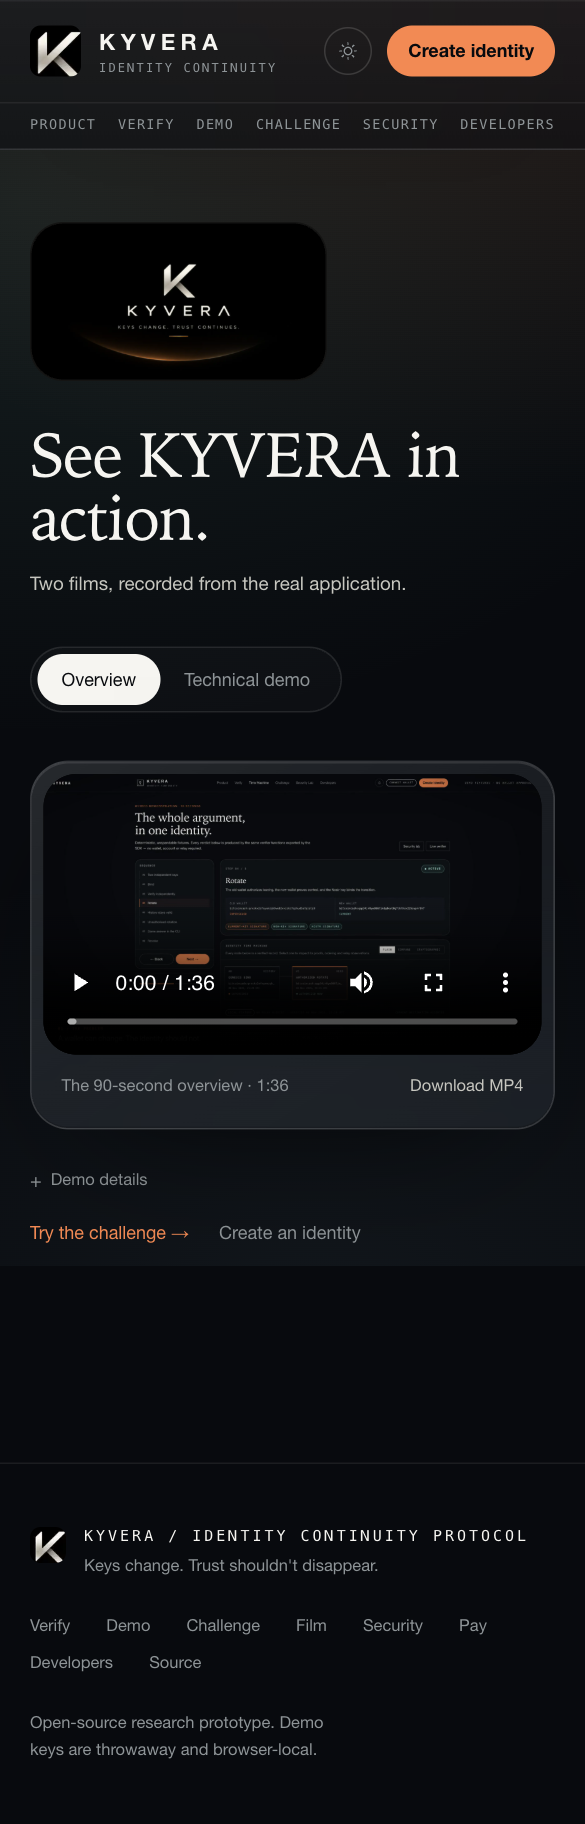 KYVERA
IDENTITY CONTINUITY
Create identity
PRODUCT VERIFY DEMO CHALLENGE SECURITY DEVELOPERS
KYVERA
KEYS CHANGE. TRUST CONTINUES.
See KYVERA in
action.
Two films, recorded from the real application.
Overview
Technical demo
The whole argument,
in one identity.
Rotate
0:00 / 1:36
The 90-second overview · 1:36
Download MP4
+ Demo details
Try the challenge →
Create an identity
KYVERA / IDENTITY CONTINUITY PROTOCOL
Keys change. Trust shouldn't disappear.
Verify Demo Challenge Film Security Pay
Developers Source
Open-source research prototype. Demo
keys are throwaway and browser-local.